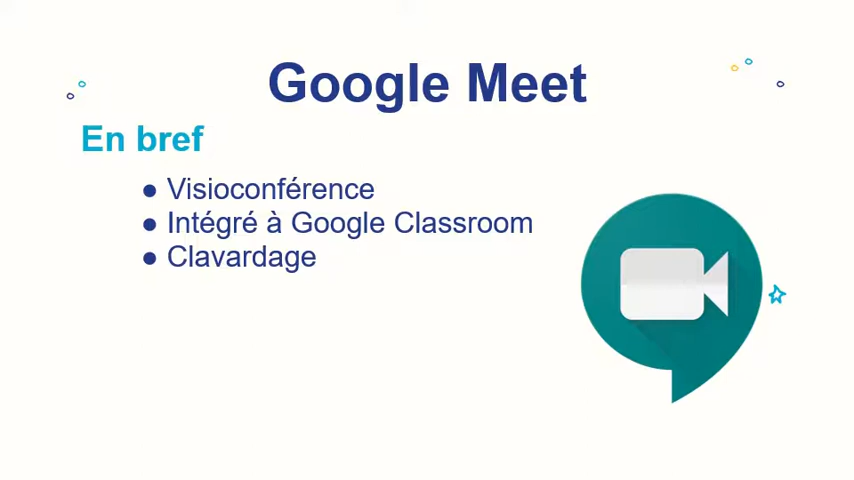 Google Meet
En bref
● Visioconférence
● Intégré à Google Classroom
● Clavardage